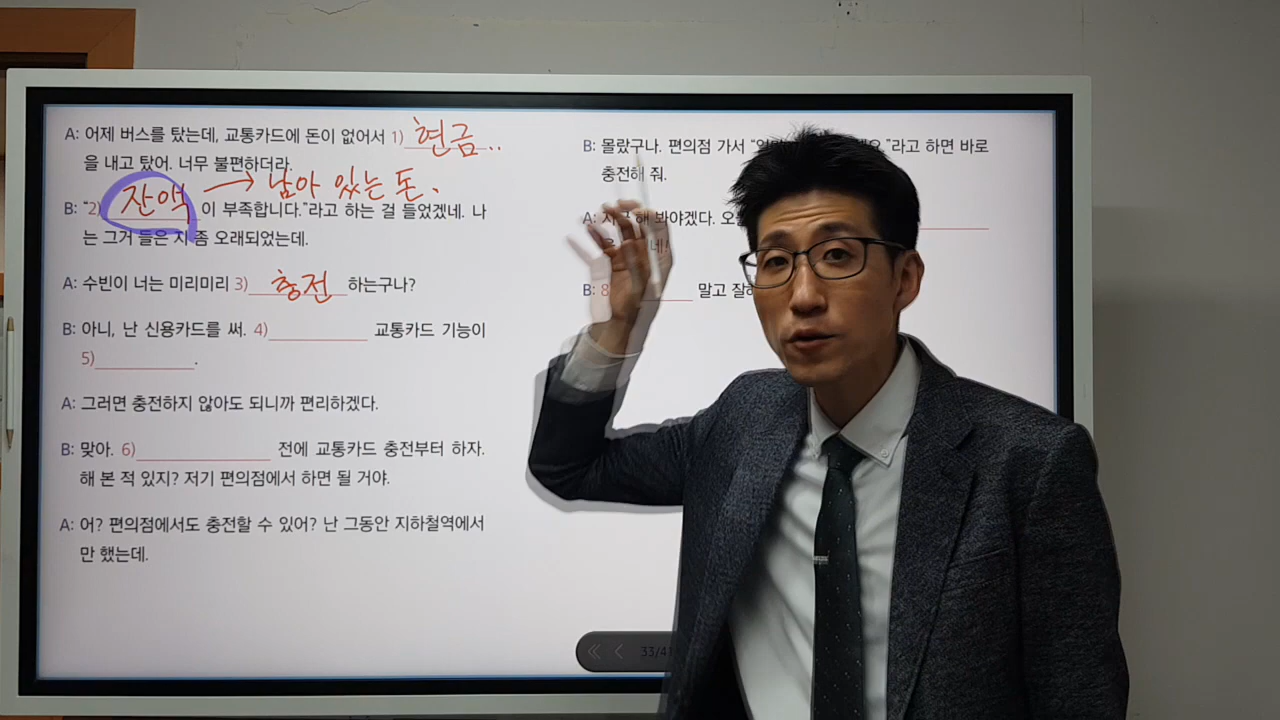 A: 어제 버스를 탔는데, 교통카드에 돈이 없어서 1) 현금..
을 내고 탔어. 너무 불편하더라.
→ 남아 있는 돈.
B: “2) 잔액 이 부족합니다.”라고 하는 걸 들었겠네. 나
는 그거 들은 지 좀 오래되었는데.
A: 수빈이 너는 미리미리 3) 충전 하는구나?
B: 아니, 난 신용카드를 써. 4) 교통카드 기능이
5) .
A: 그러면 충전하지 않아도 되니까 편리하겠다.
B: 맞아. 6) 전에 교통카드 충전부터 하자.
해 본 적 있지? 저기 편의점에서 하면 될 거야.
A: 어? 편의점에서도 충전할 수 있어? 난 그동안 지하철역에서
만 했는데.
B: 몰랐구나. 편의점 가서 ”라고 하면 바로
충전해 줘.
A: 해 봐야겠다.
B: 8 말고
33/41